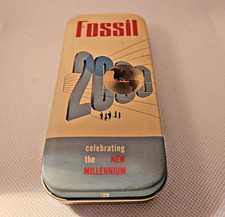 Fossil
2000
celebrating
the NEW
MILLENNIUM